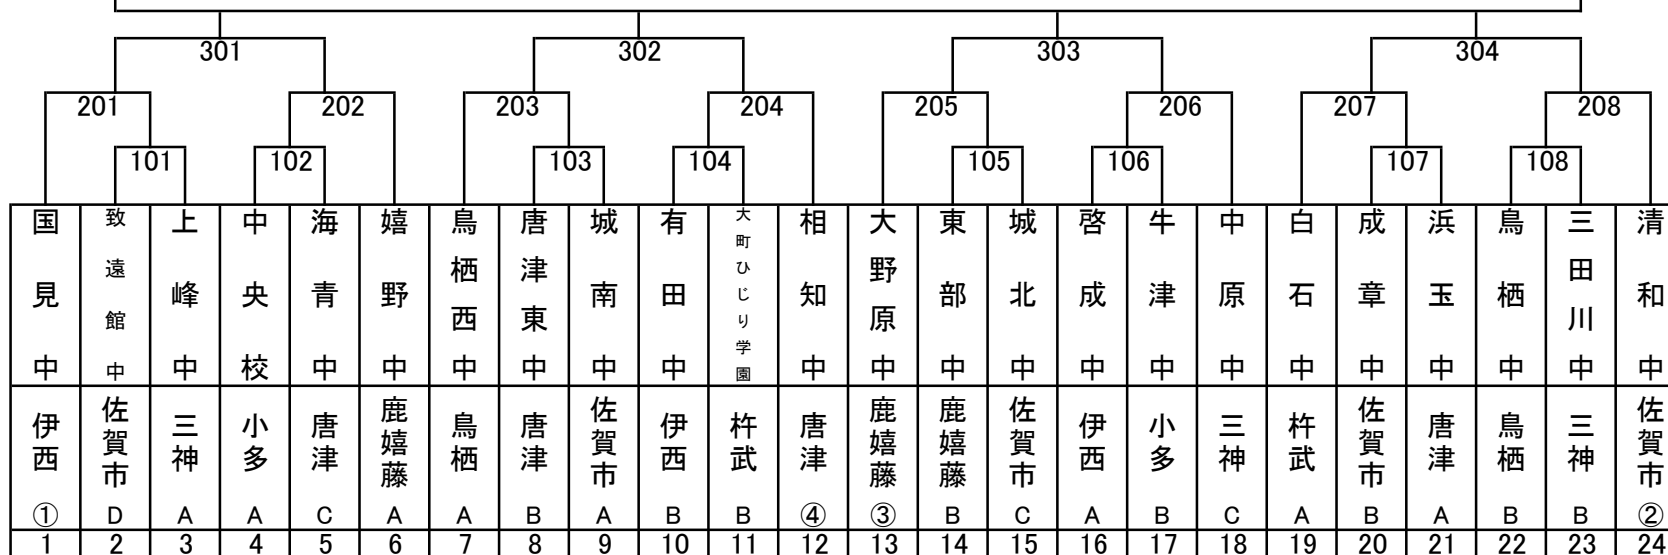 301 302 303 304
201 202 203 204 205 206 207 208
101 102 103 104 105 106 107 108
国見中 致遠館中 上峰中 中央校 海青中 嬉野中 鳥栖西中 唐津東中 城南中 有田中 大町ひじり学園 相知中 大野原中 東部中 城北中 啓成中 牛津中 中原中 白石中 成章中 浜玉中 鳥栖中 三田川中 清和中
伊西 佐賀市 三神 小多 唐津 鹿嬉藤 鳥栖 唐津 佐賀市 伊西 杵武 唐津 鹿嬉藤 鹿嬉藤 佐賀市 伊西 小多 三神 杵武 佐賀市 唐津 鳥栖 三神 佐賀市
① D A A C A A B A B B ④ ③ B C A B C A B A B B ②
1 2 3 4 5 6 7 8 9 10 11 12 13 14 15 16 17 18 19 20 21 22 23 24